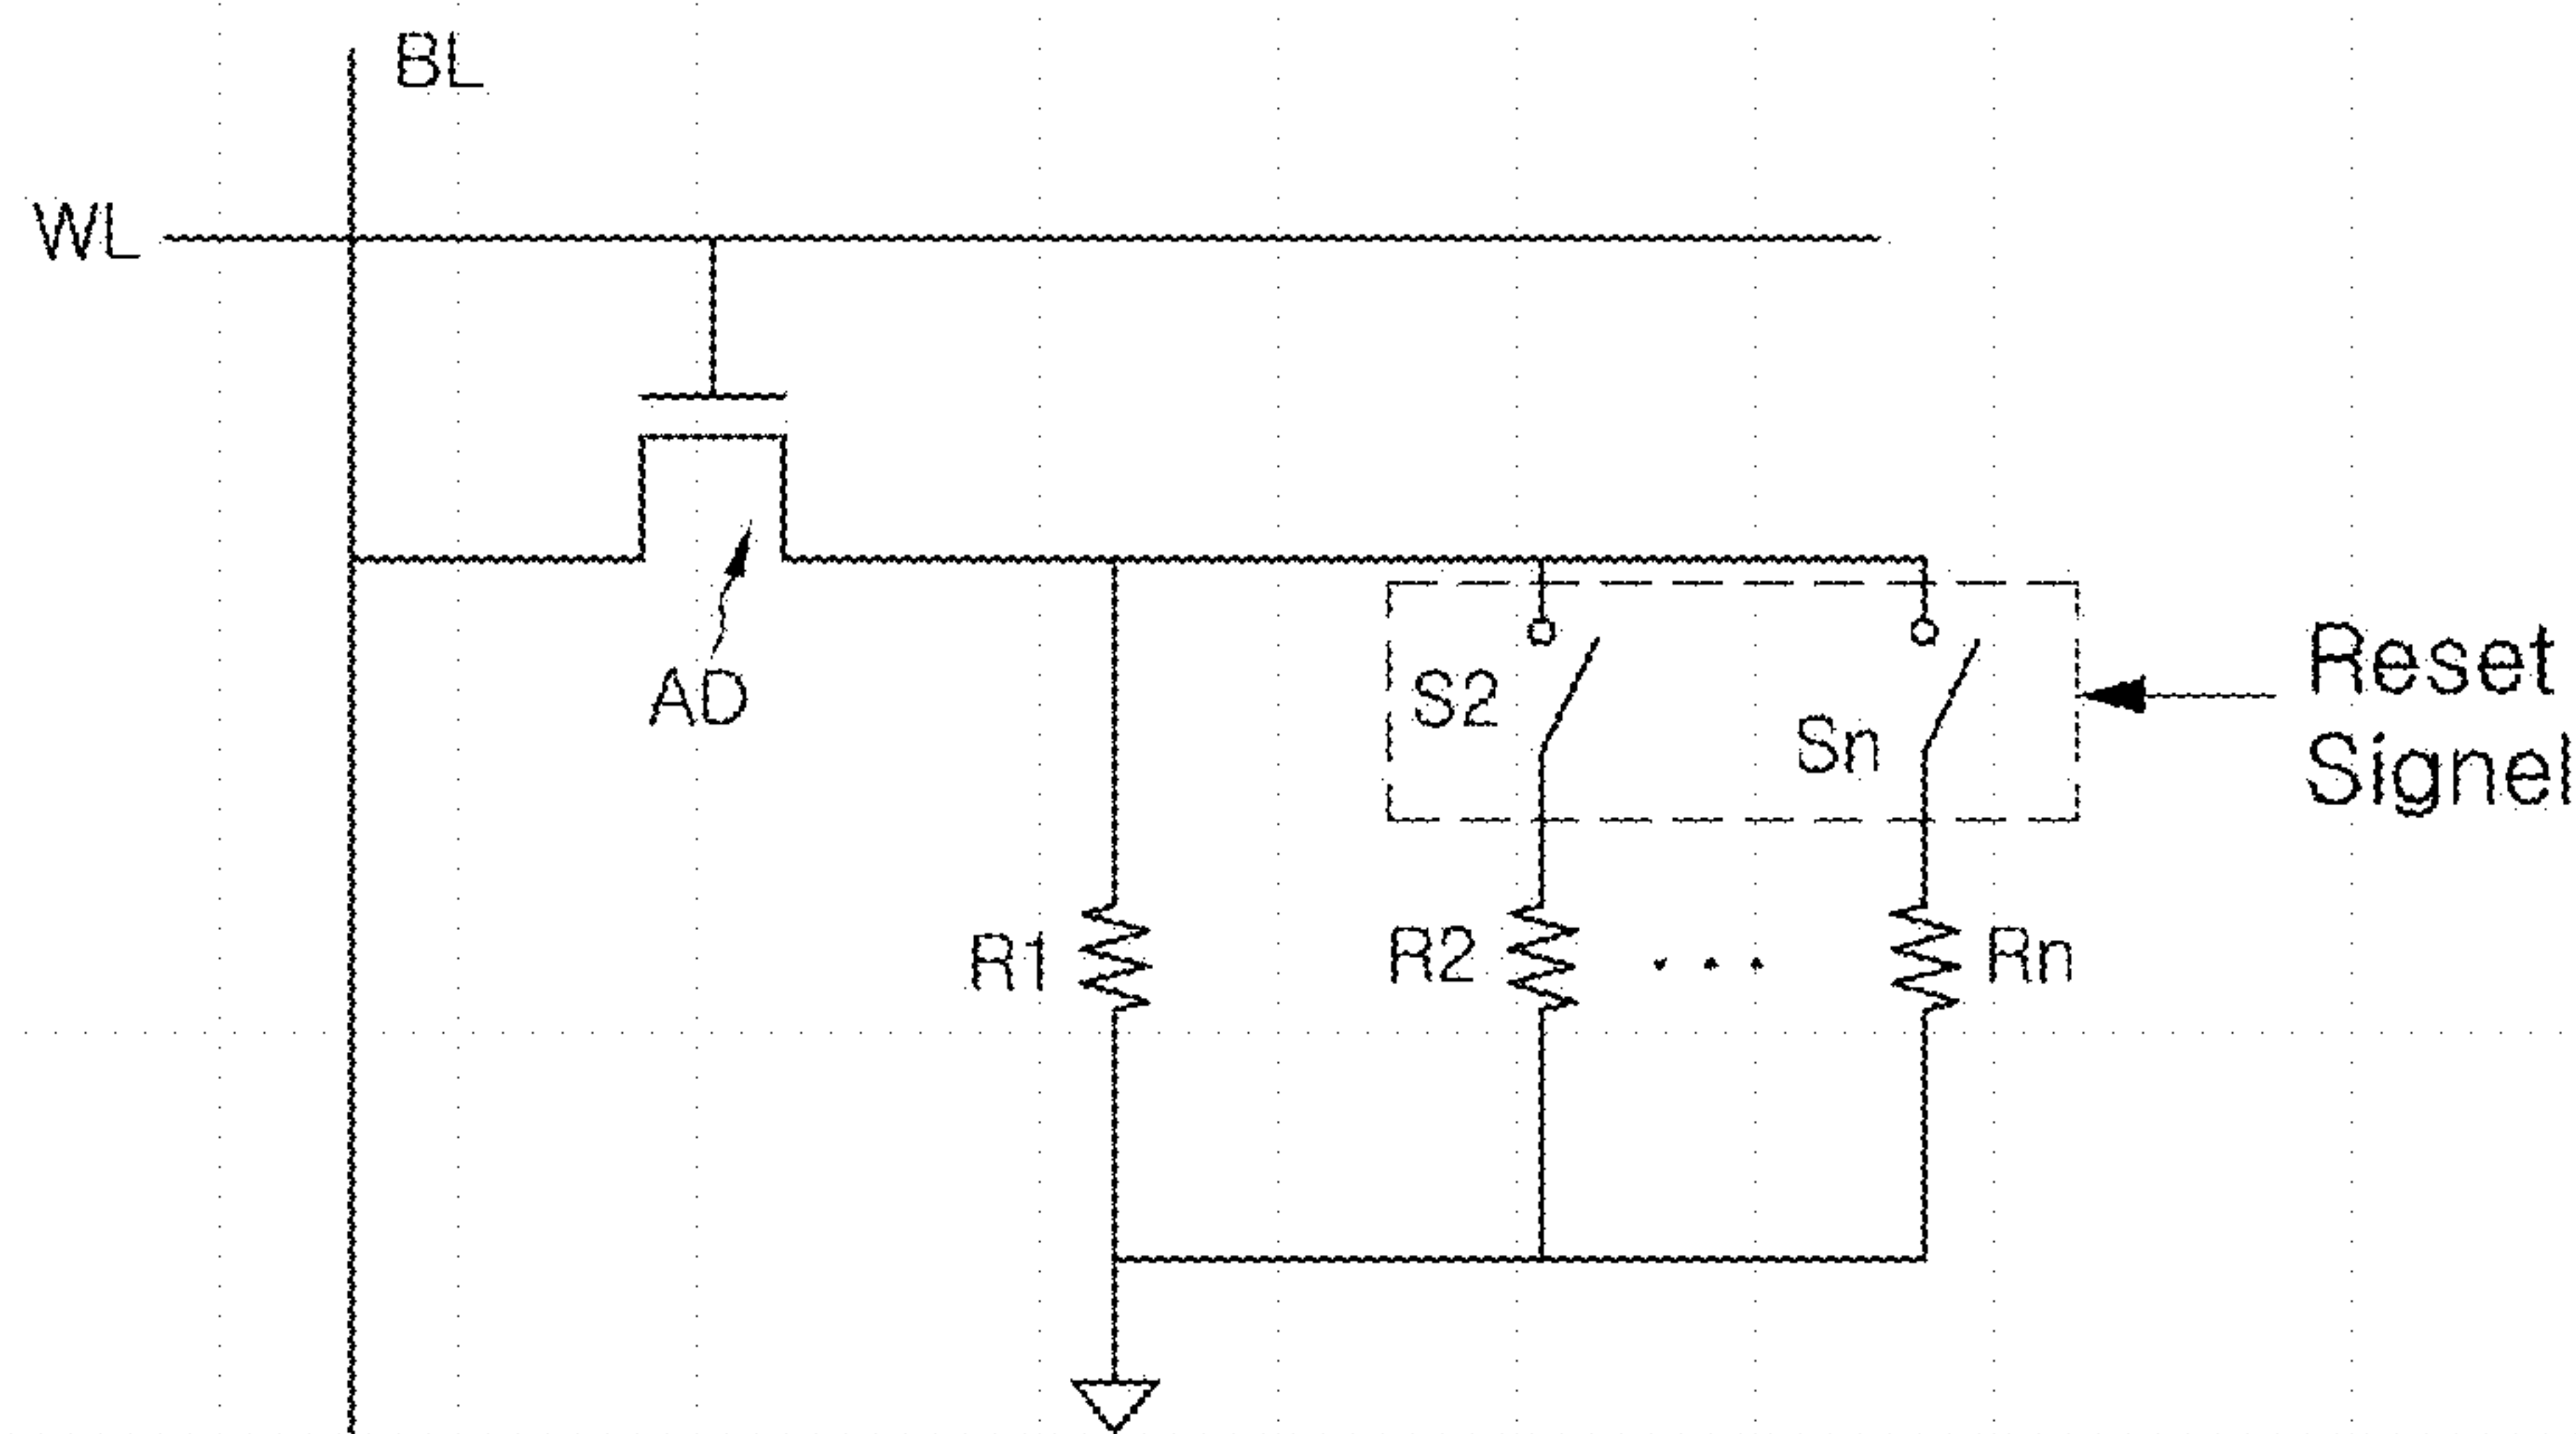 BL
WL
AD
S2
Sn
Reset
Signel
R1
R2
. . .
Rn